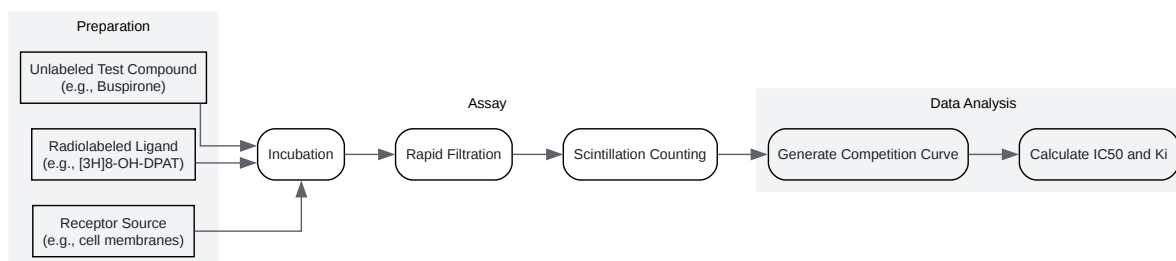 Preparation
Unlabeled Test Compound
(e.g., Buspirone)
Radiolabeled Ligand
(e.g., [3H]8-OH-DPAT)
Receptor Source
(e.g., cell membranes)
Assay
Incubation
Rapid Filtration
Scintillation Counting
Data Analysis
Generate Competition Curve
Calculate IC50 and Ki